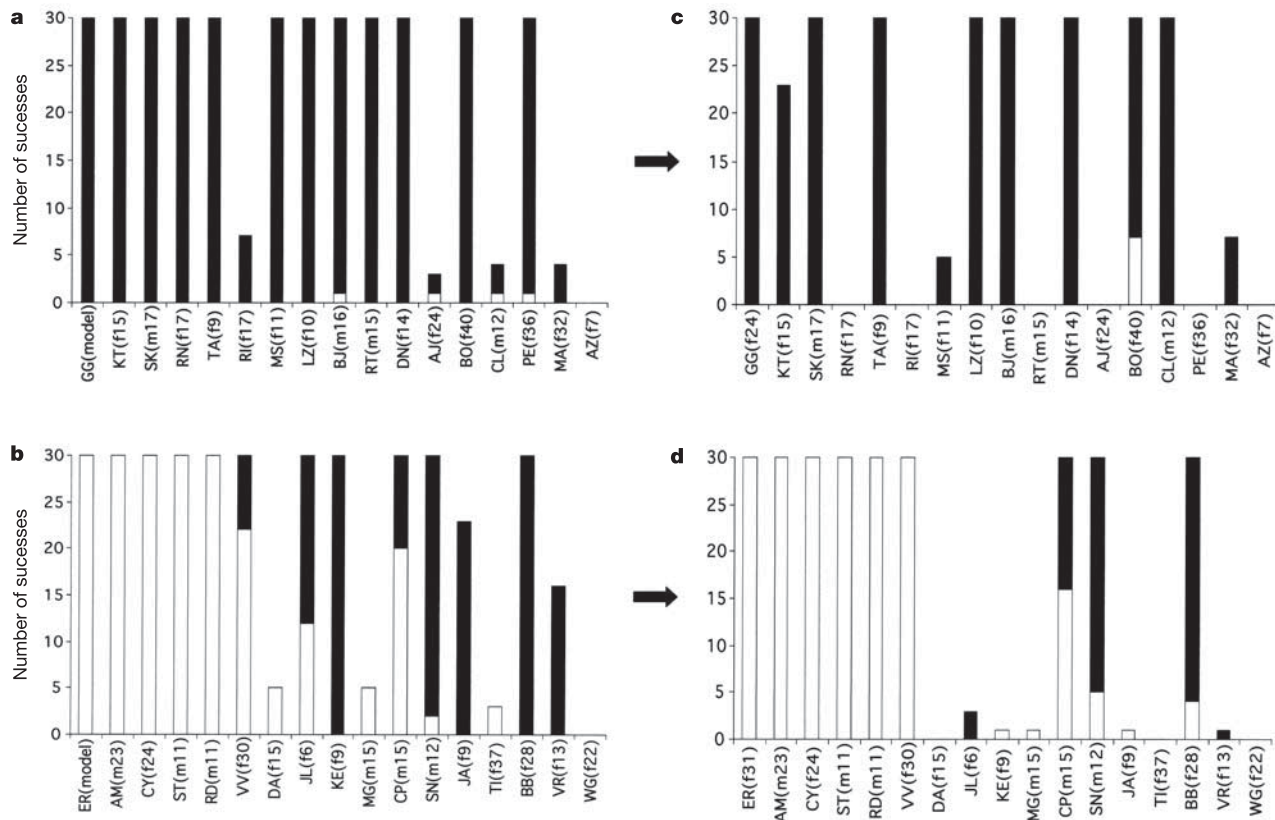 a
Number of sucesses
30
25
20
15
10
5
0
GG(model)
KT(f15)
SK(m17)
RN(f17)
TA(f9)
RI(f17)
MS(f11)
LZ(f10)
BJ(m16)
RT(m15)
DN(f14)
AJ(f24)
BO(f40)
CL(m12)
PE(f36)
MA(f32)
AZ(f7)
c
30
25
20
15
10
5
0
GG(f24)
KT(f15)
SK(m17)
RN(f17)
TA(f9)
RI(f17)
MS(f11)
LZ(f10)
BJ(m16)
RT(m15)
DN(f14)
AJ(f24)
BO(f40)
CL(m12)
PE(f36)
MA(f32)
AZ(f7)
b
Number of sucesses
30
25
20
15
10
5
0
ER(model)
AM(m23)
CY(f24)
ST(m11)
RD(m11)
VV(f30)
DA(f15)
JL(f6)
KE(f9)
MG(m15)
CP(m15)
SN(m12)
JA(f9)
TI(f37)
BB(f28)
VR(f13)
WG(f22)
d
30
25
20
15
10
5
0
ER(f31)
AM(m23)
CY(f24)
ST(m11)
RD(m11)
VV(f30)
DA(f15)
JL(f6)
KE(f9)
MG(m15)
CP(m15)
SN(m12)
JA(f9)
TI(f37)
BB(f28)
VR(f13)
WG(f22)